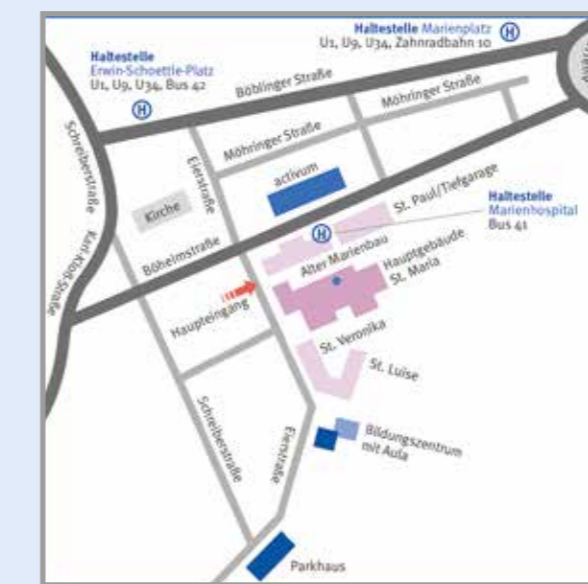 Haltestelle Marienplatz
U1, U9, U34, Zahnradbahn 10
H
Haltestelle
Erwin-Schoettle-Platz
U1, U9, U34, Bus 42
H
Böblinger Straße
Möhringer Straße
Möhringer Straße
Schreiberstraße
Eierstraße
activum
Kirche
St. Paul/Tiefgarage
Haltestelle
Marienhospital
Bus 41
H
Karl-Kloß-Straße
Böheimstraße
Alter Marienbau
Hauptgebäude
St. Maria
Haupteingang
St. Veronika
St. Luise
Schreiberstraße
Eierstraße
Bildungszentrum
mit Aula
Parkhaus